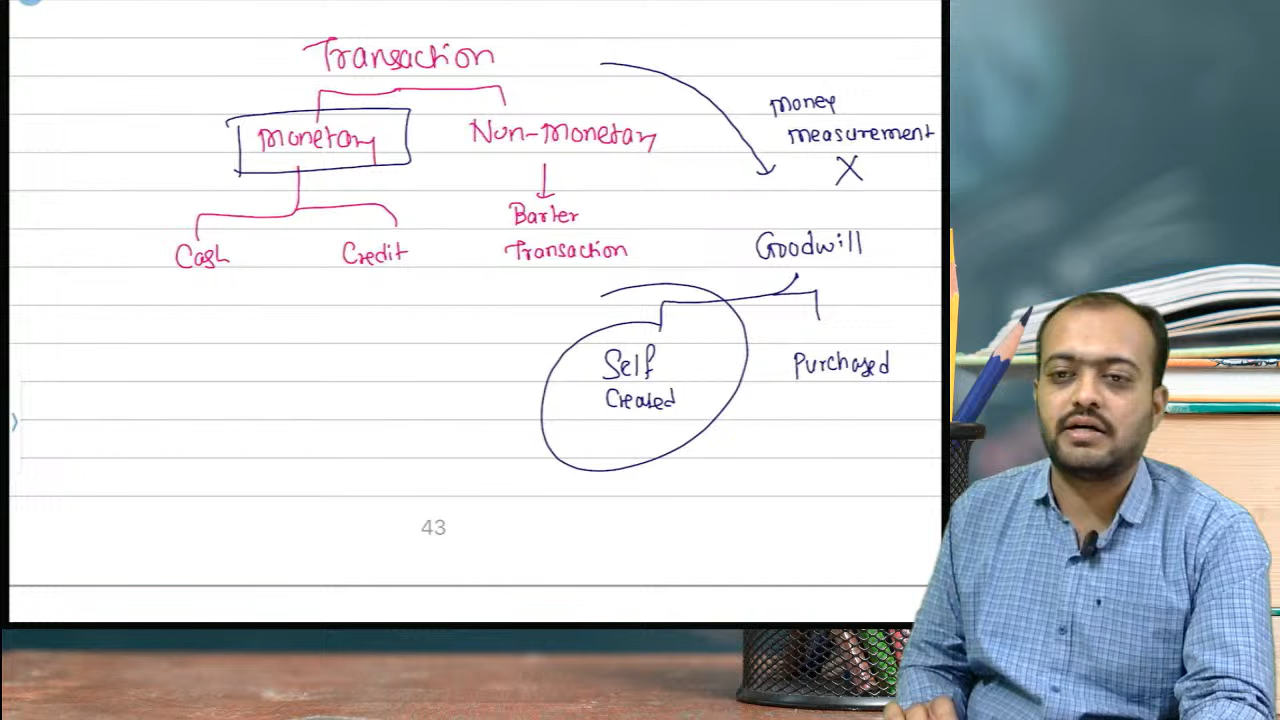 Transaction
Monetary
Non-Monetary
Money
measurement
X
Barter
Transaction
Cash
Credit
Goodwill
Self
Created
Purchased
43